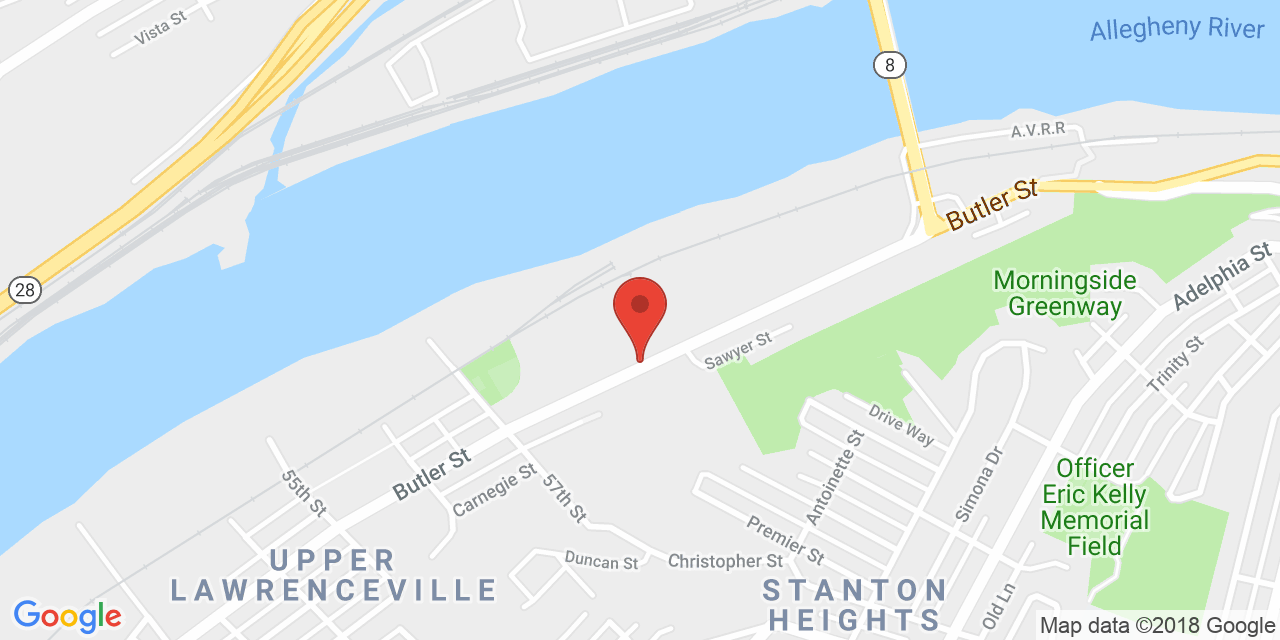 Vista St
Allegheny River
8
A.V.R.R
Butler St
28
Morningside
Greenway
Adelphia St
Sawyer St
Trinity St
Drive Way
Butler St
Carnegie St
55th St
57th St
Antoinette St
Simona Dr
Officer
Eric Kelly
Memorial
Field
Premier St
UPPER
LAWRENCEVILLE
Duncan St
Christopher St
STANTON
HEIGHTS
Old Ln
Google
Map data ©2018 Google